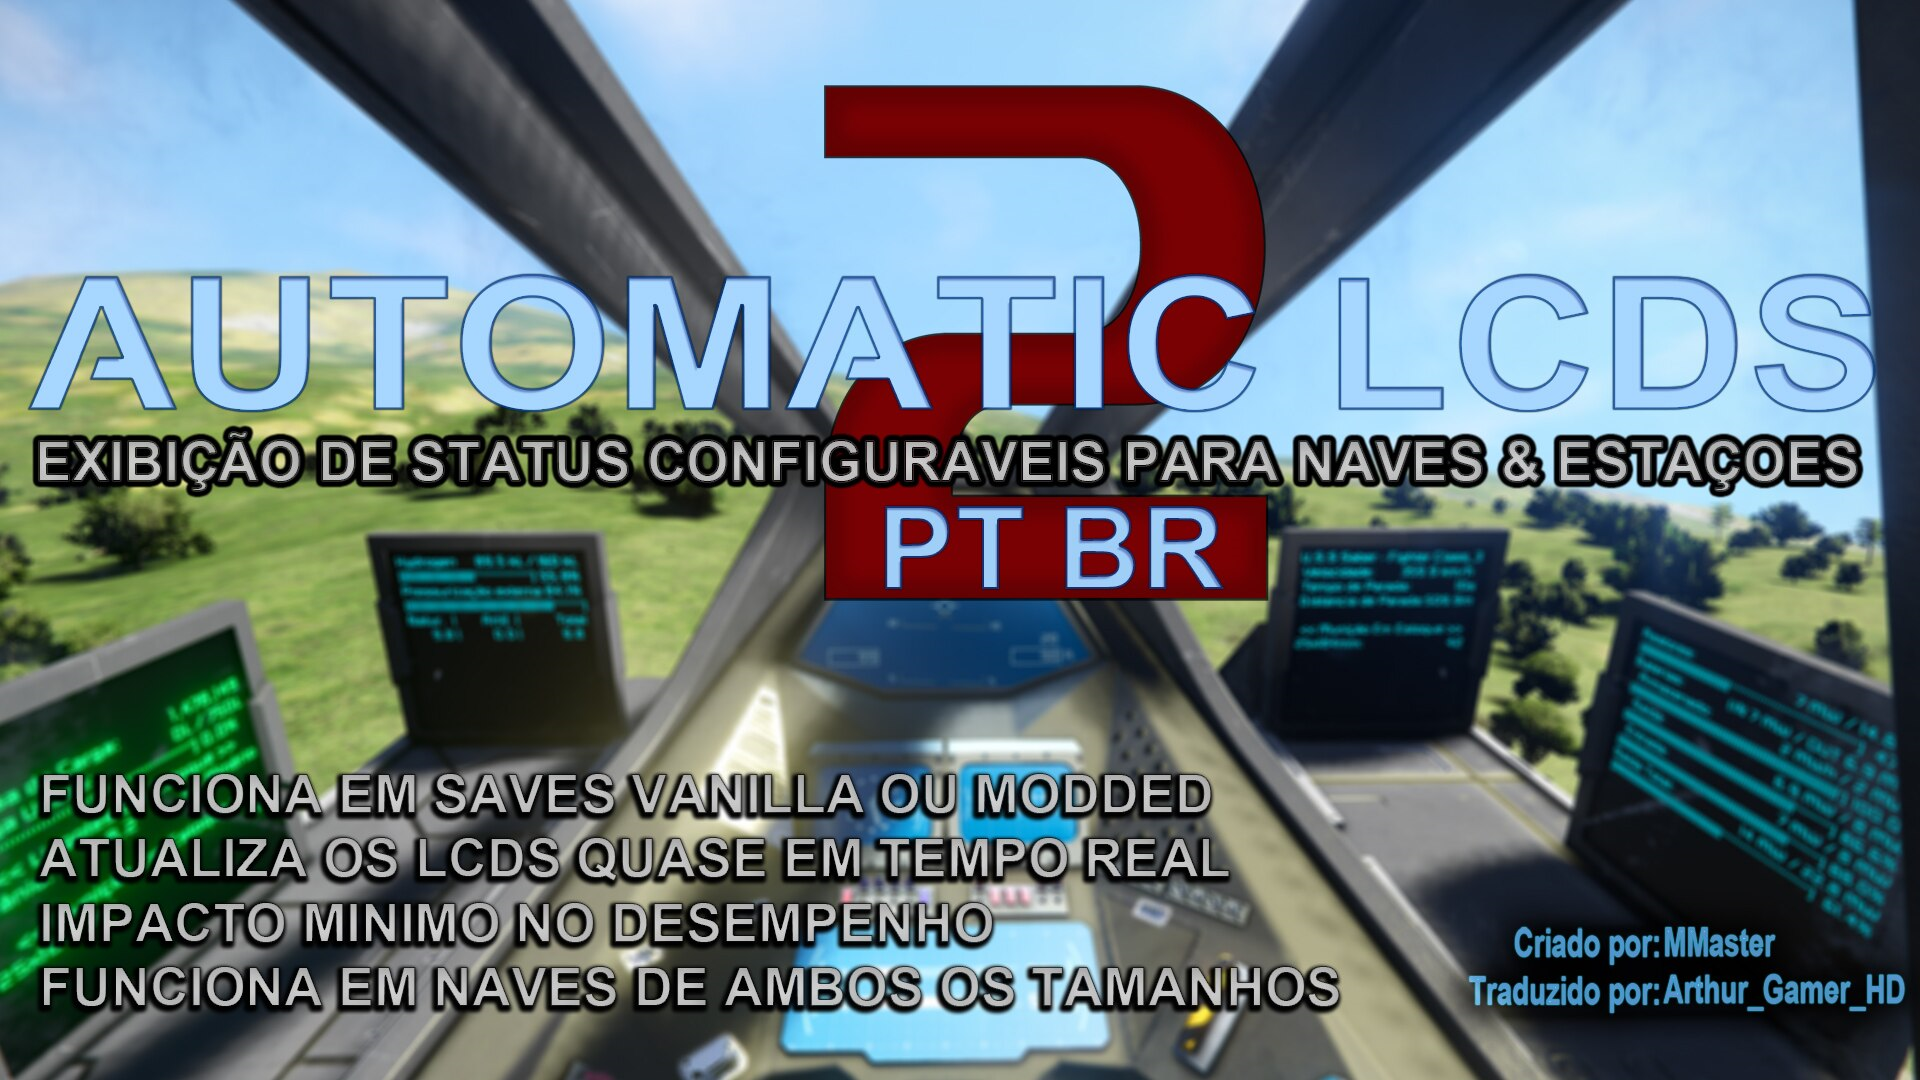 2
AUTOMATIC LCDS
EXIBIÇÃO DE STATUS CONFIGURAVEIS PARA NAVES & ESTAÇOES
PT BR
FUNCIONA EM SAVES VANILLA OU MODDED
ATUALIZA OS LCDS QUASE EM TEMPO REAL
IMPACTO MINIMO NO DESEMPENHO
FUNCIONA EM NAVES DE AMBOS OS TAMANHOS
Criado por: MMaster
Traduzido por: Arthur_Gamer_HD